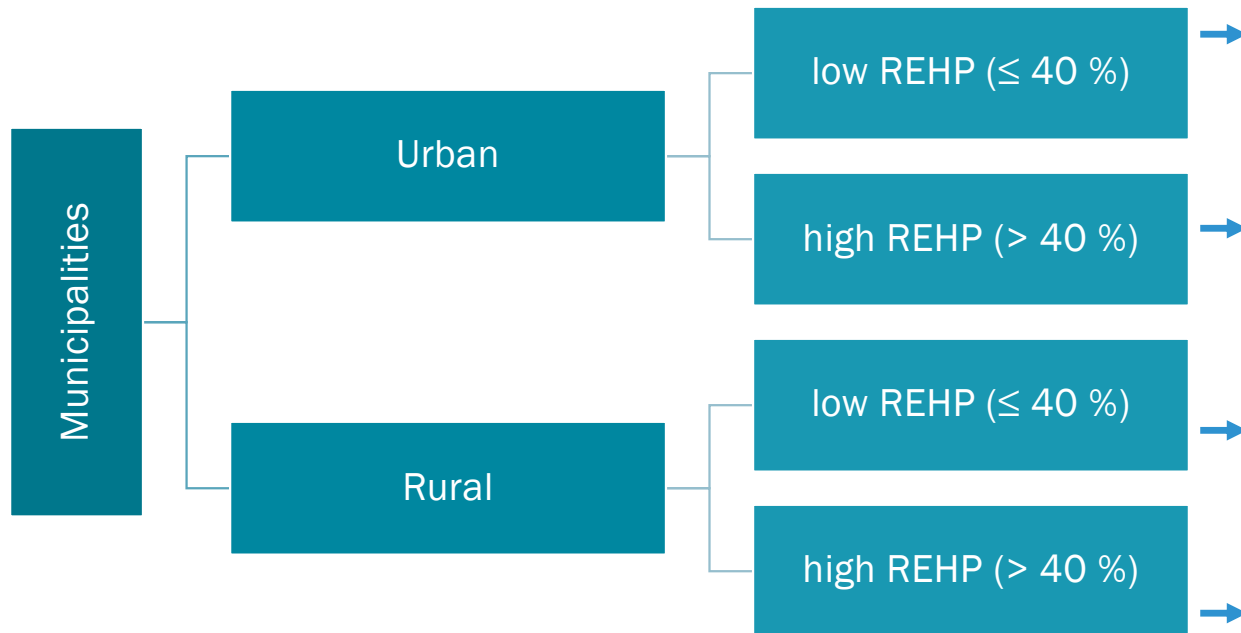 Municipalities
Urban
low REHP (≤ 40 %)
high REHP (> 40 %)
Rural
low REHP (≤ 40 %)
high REHP (> 40 %)